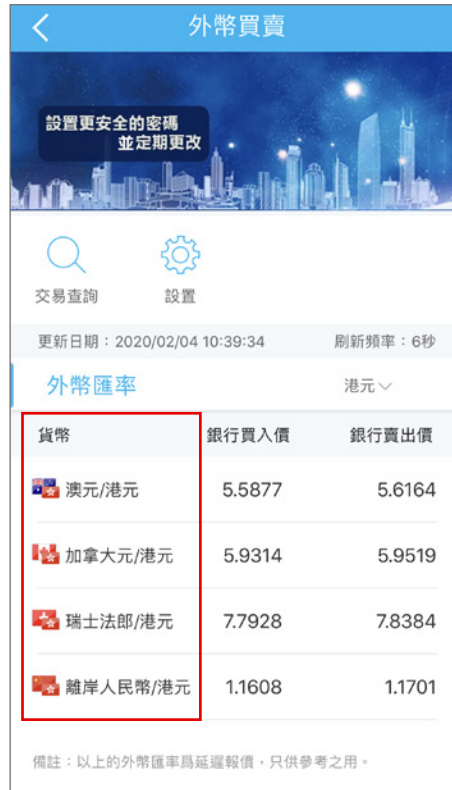 外幣買賣
設置更安全的密碼
並定期更改
交易查詢 設置
更新日期：2020/02/04 10:39:34 刷新頻率：6秒
外幣匯率 港元
貨幣 銀行買入價 銀行賣出價
澳元/港元 5.5877 5.6164
加拿大元/港元 5.9314 5.9519
瑞士法郎/港元 7.7928 7.8384
離岸人民幣/港元 1.1608 1.1701
備註：以上的外幣匯率爲延遲報價，只供參考之用。